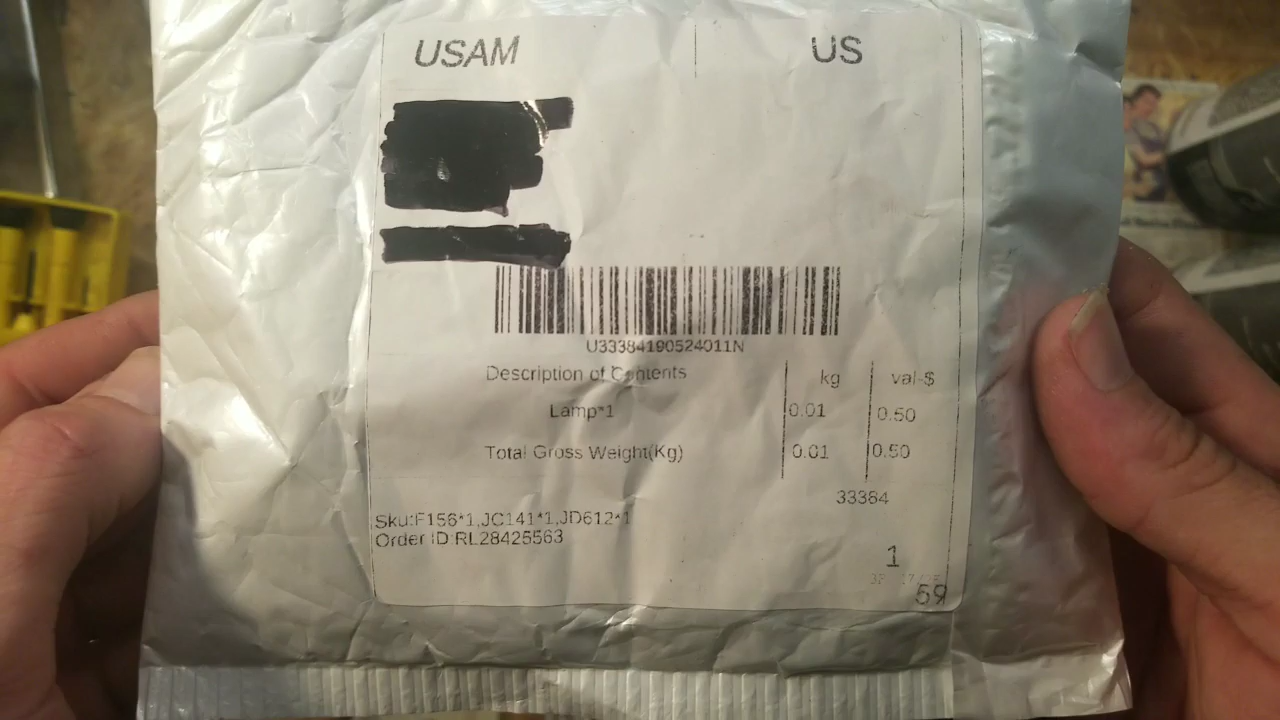 USAM US
U33384190524011N
Description of Contents kg val-$
Lamp*1 0.01 0.50
Total Gross Weight(Kg) 0.01 0.50
33384
Sku:F156*1,JC141*1,JD612*1
Order ID:RL28425563
1
59